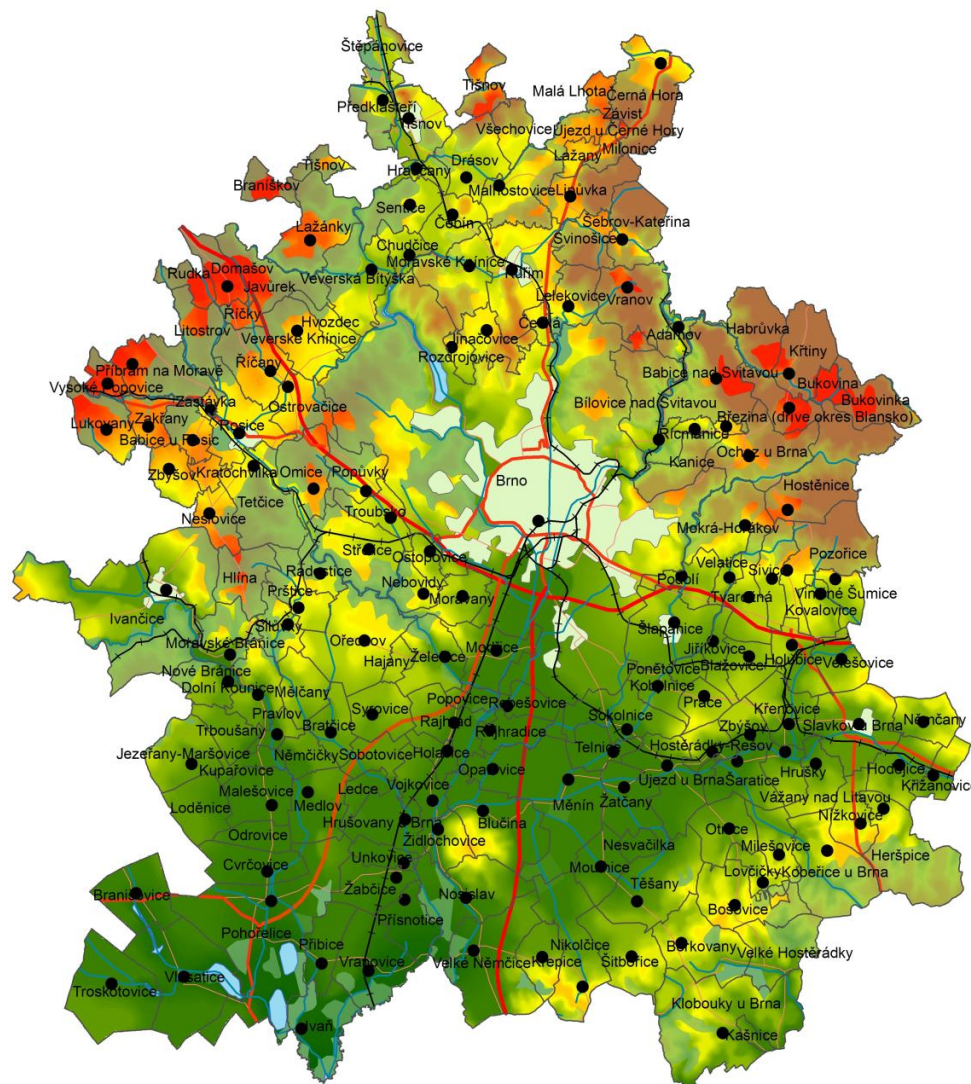 Štěpánovice
Tišnov
Malá Lhota
Černá Hora
Předklášteří
Tišnov
Závist
Všechovice
Újezd u Černé Hory
Milonice
Lažany
Drásov
Tišnov
Hradčany
Braníškov
Malhostovice
Lipůvka
Sentice
Čebín
Šebrov-Kateřina
Lažánky
Svinošice
Chudčice
Moravské Knínice
Kuřim
Veverská Bítýška
Domašov
Rudka
Javůrek
Lelekovice
Vranov
Litostrov
Říčky
Hvozdec
Česká
Habrůvka
Veverské Knínice
Jinačovice
Adamov
Rozdrojovice
Křtiny
Říčany
Babice nad Svitavou
Příbram na Moravě
Bukovina
Vysoké Popovice
Bukovinka
Zastávka
Ostrovačice
Bílovice nad Svitavou
Březina (dříve okres Blansko)
Lukovany
Zakřany
Rosice
Řícmanice
Babice u Rosic
Ochoz u Brna
Kanice
Zbýšov
Kratochvilka
Omice
Popůvky
Brno
Tetčice
Hostěnice
Neslovice
Troubsko
Mokrá-Horákov
Střelice
Ostopovice
Pozořice
Velatice
Hlína
Radostice
Sivice
Nebovidy
Podolí
Viničné Šumice
Prštice
Moravany
Tvarožná
Kovalovice
Ivančice
Silůvky
Šlapanice
Ořechov
Moravské Bránice
Jiříkovice
Holubice
Velešovice
Hajany
Želešice
Modřice
Blažovice
Nové Bránice
Ponětovice
Dolní Kounice
Mělčany
Kobylnice
Popovice
Rebešovice
Prace
Syrovice
Křenovice
Pravlov
Rajhrad
Sokolnice
Němčany
Trboušany
Bratčice
Rajhradice
Zbýšov
Slavkov u Brna
Jezeřany-Maršovice
Němčičky
Sobotovice
Holasice
Telnice
Hostěrádky-Rešov
Kupařovice
Opatovice
Hrušky
Hodějice
Újezd u Brna
Šaratice
Křižanovice
Malešovice
Ledce
Vojkovice
Loděnice
Medlov
Měnín
Žatčany
Vážany nad Litavou
Hrušovany u Brna
Blučina
Nížkovice
Odrovice
Židlochovice
Otnice
Nesvačilka
Milešovice
Unkovice
Heršpice
Cvrčovice
Moutnice
Lovčičky
Kobeřice u Brna
Žabčice
Těšany
Branišovice
Nosislav
Bošovice
Přísnotice
Pohořelice
Přibice
Nikolčice
Borkovany
Velké Hostěrádky
Vranovice
Velké Němčice
Křepice
Šitbořice
Vlasatice
Troskotovice
Klobouky u Brna
Ivaň
Kašnice